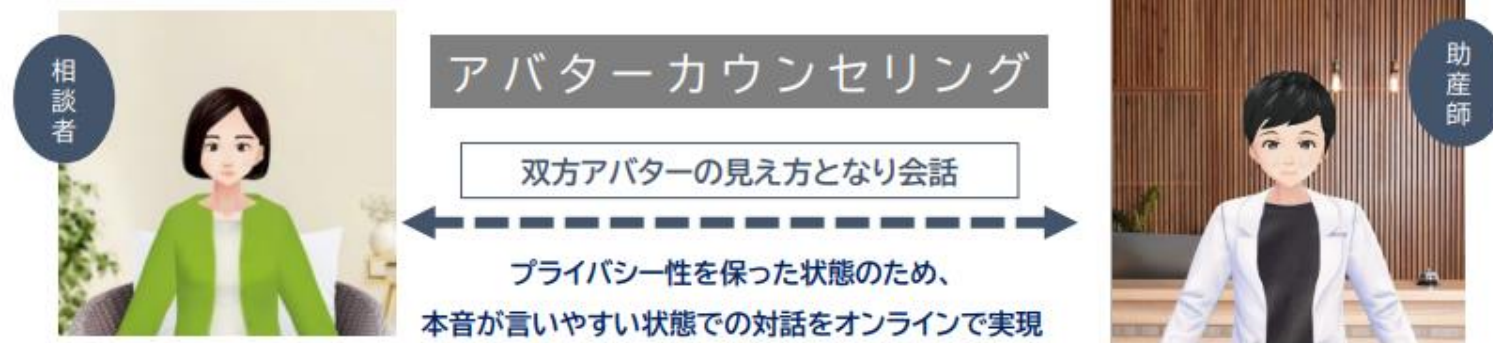 相談者
アバターカウンセリング
助産師
双方アバターの見え方となり会話
プライバシー性を保った状態のため、
本音が言いやすい状態での対話をオンラインで実現